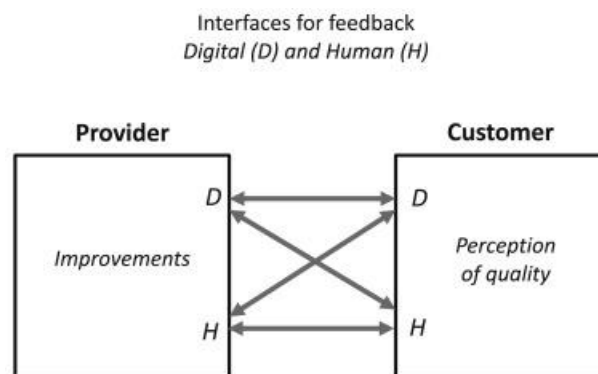 Interfaces for feedback
Digital (D) and Human (H)
Provider
Customer
D
D
Improvements
Perception
of quality
H
H